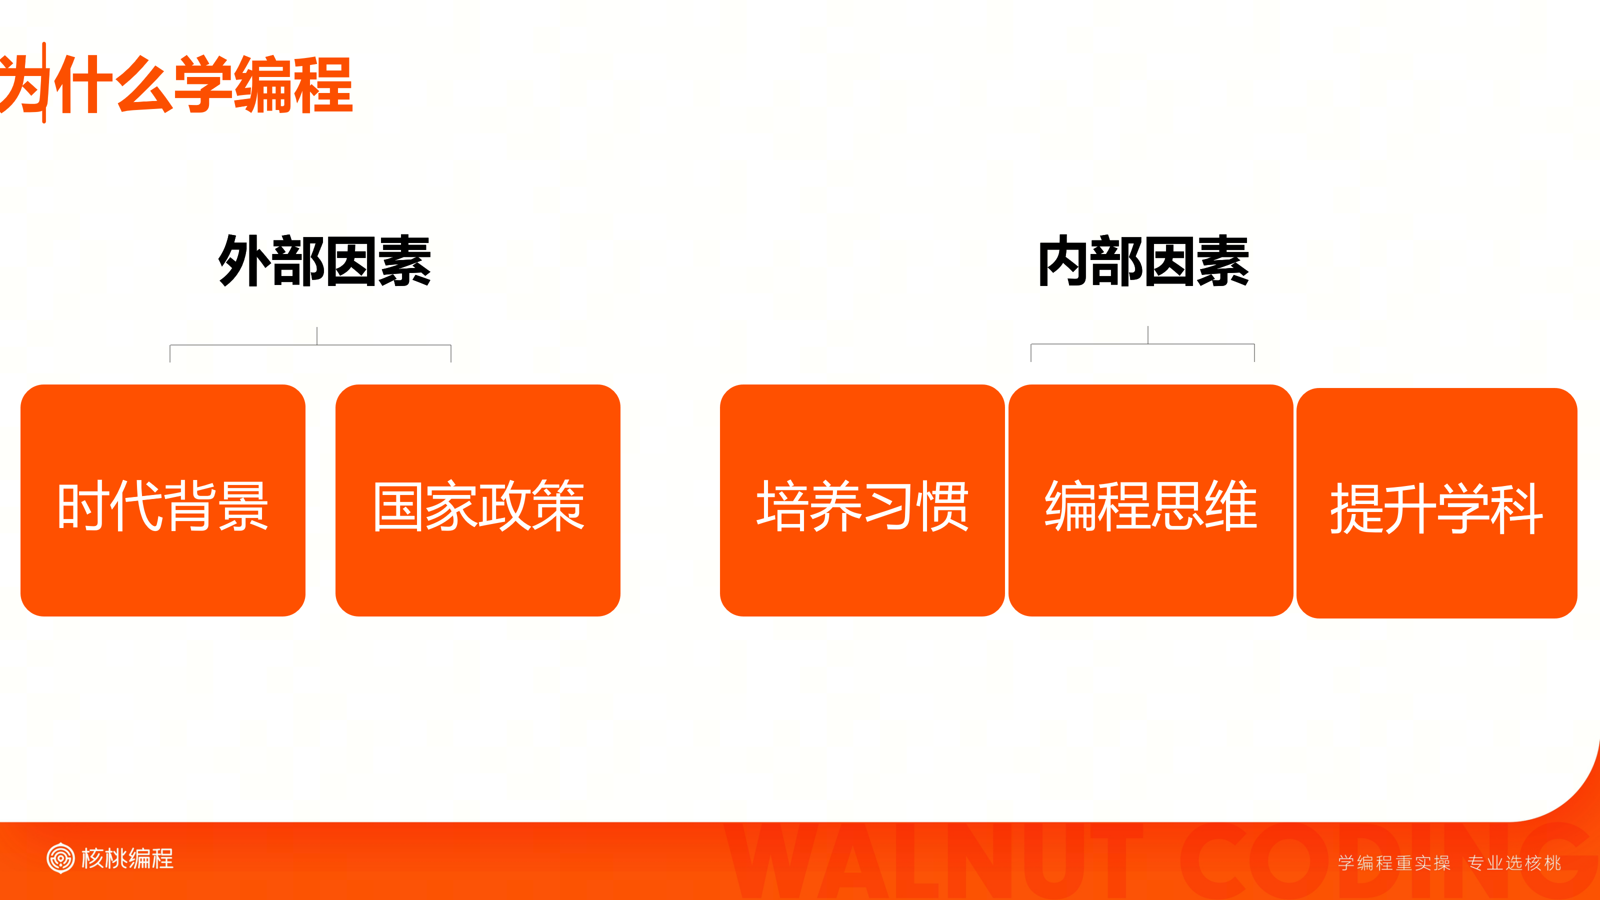 为什么学编程
外部因素
内部因素
时代背景
国家政策
培养习惯
编程思维
提升学科
核桃编程
WALNUT CODING
学编程重实操 专业选核桃